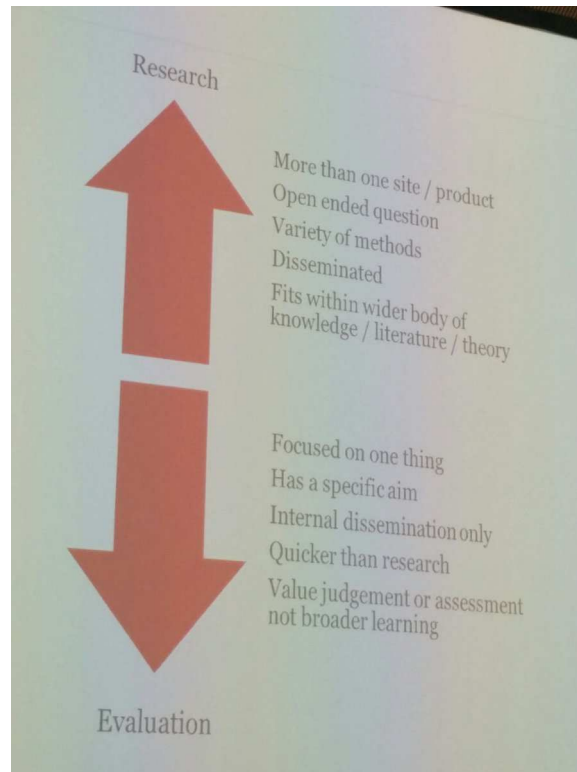 Research
More than one site / product
Open ended question
Variety of methods
Disseminated
Fits within wider body of
knowledge / literature / theory
Focused on one thing
Has a specific aim
Internal dissemination only
Quicker than research
Value judgement or assessment
not broader learning
Evaluation